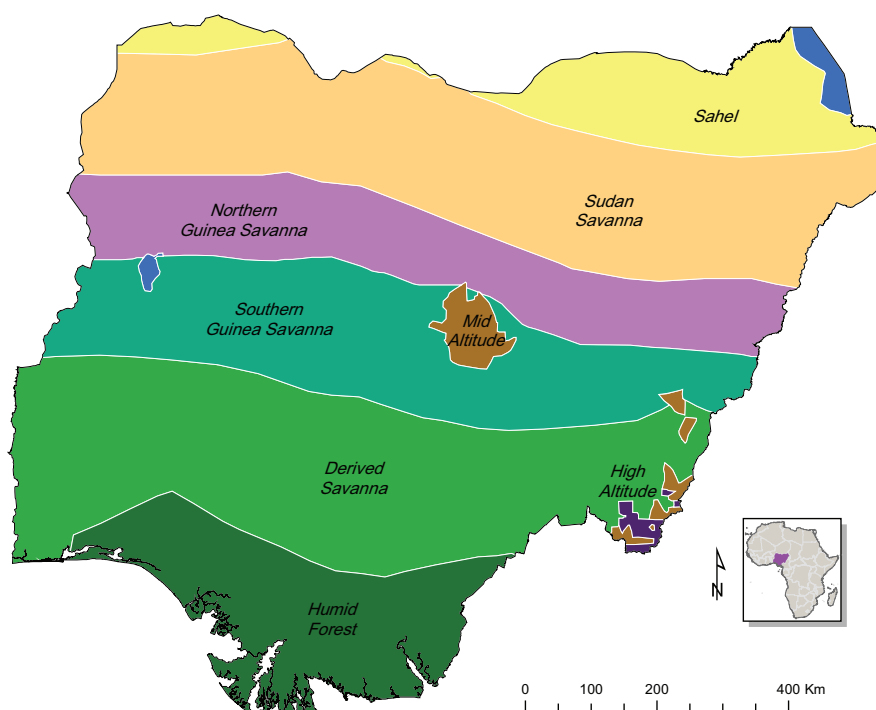 Sahel
Sudan
Savanna
Northern
Guinea Savanna
Southern
Guinea Savanna
Mid
Altitude
Derived
Savanna
High
Altitude
Humid
Forest
N
0 100 200 400 Km